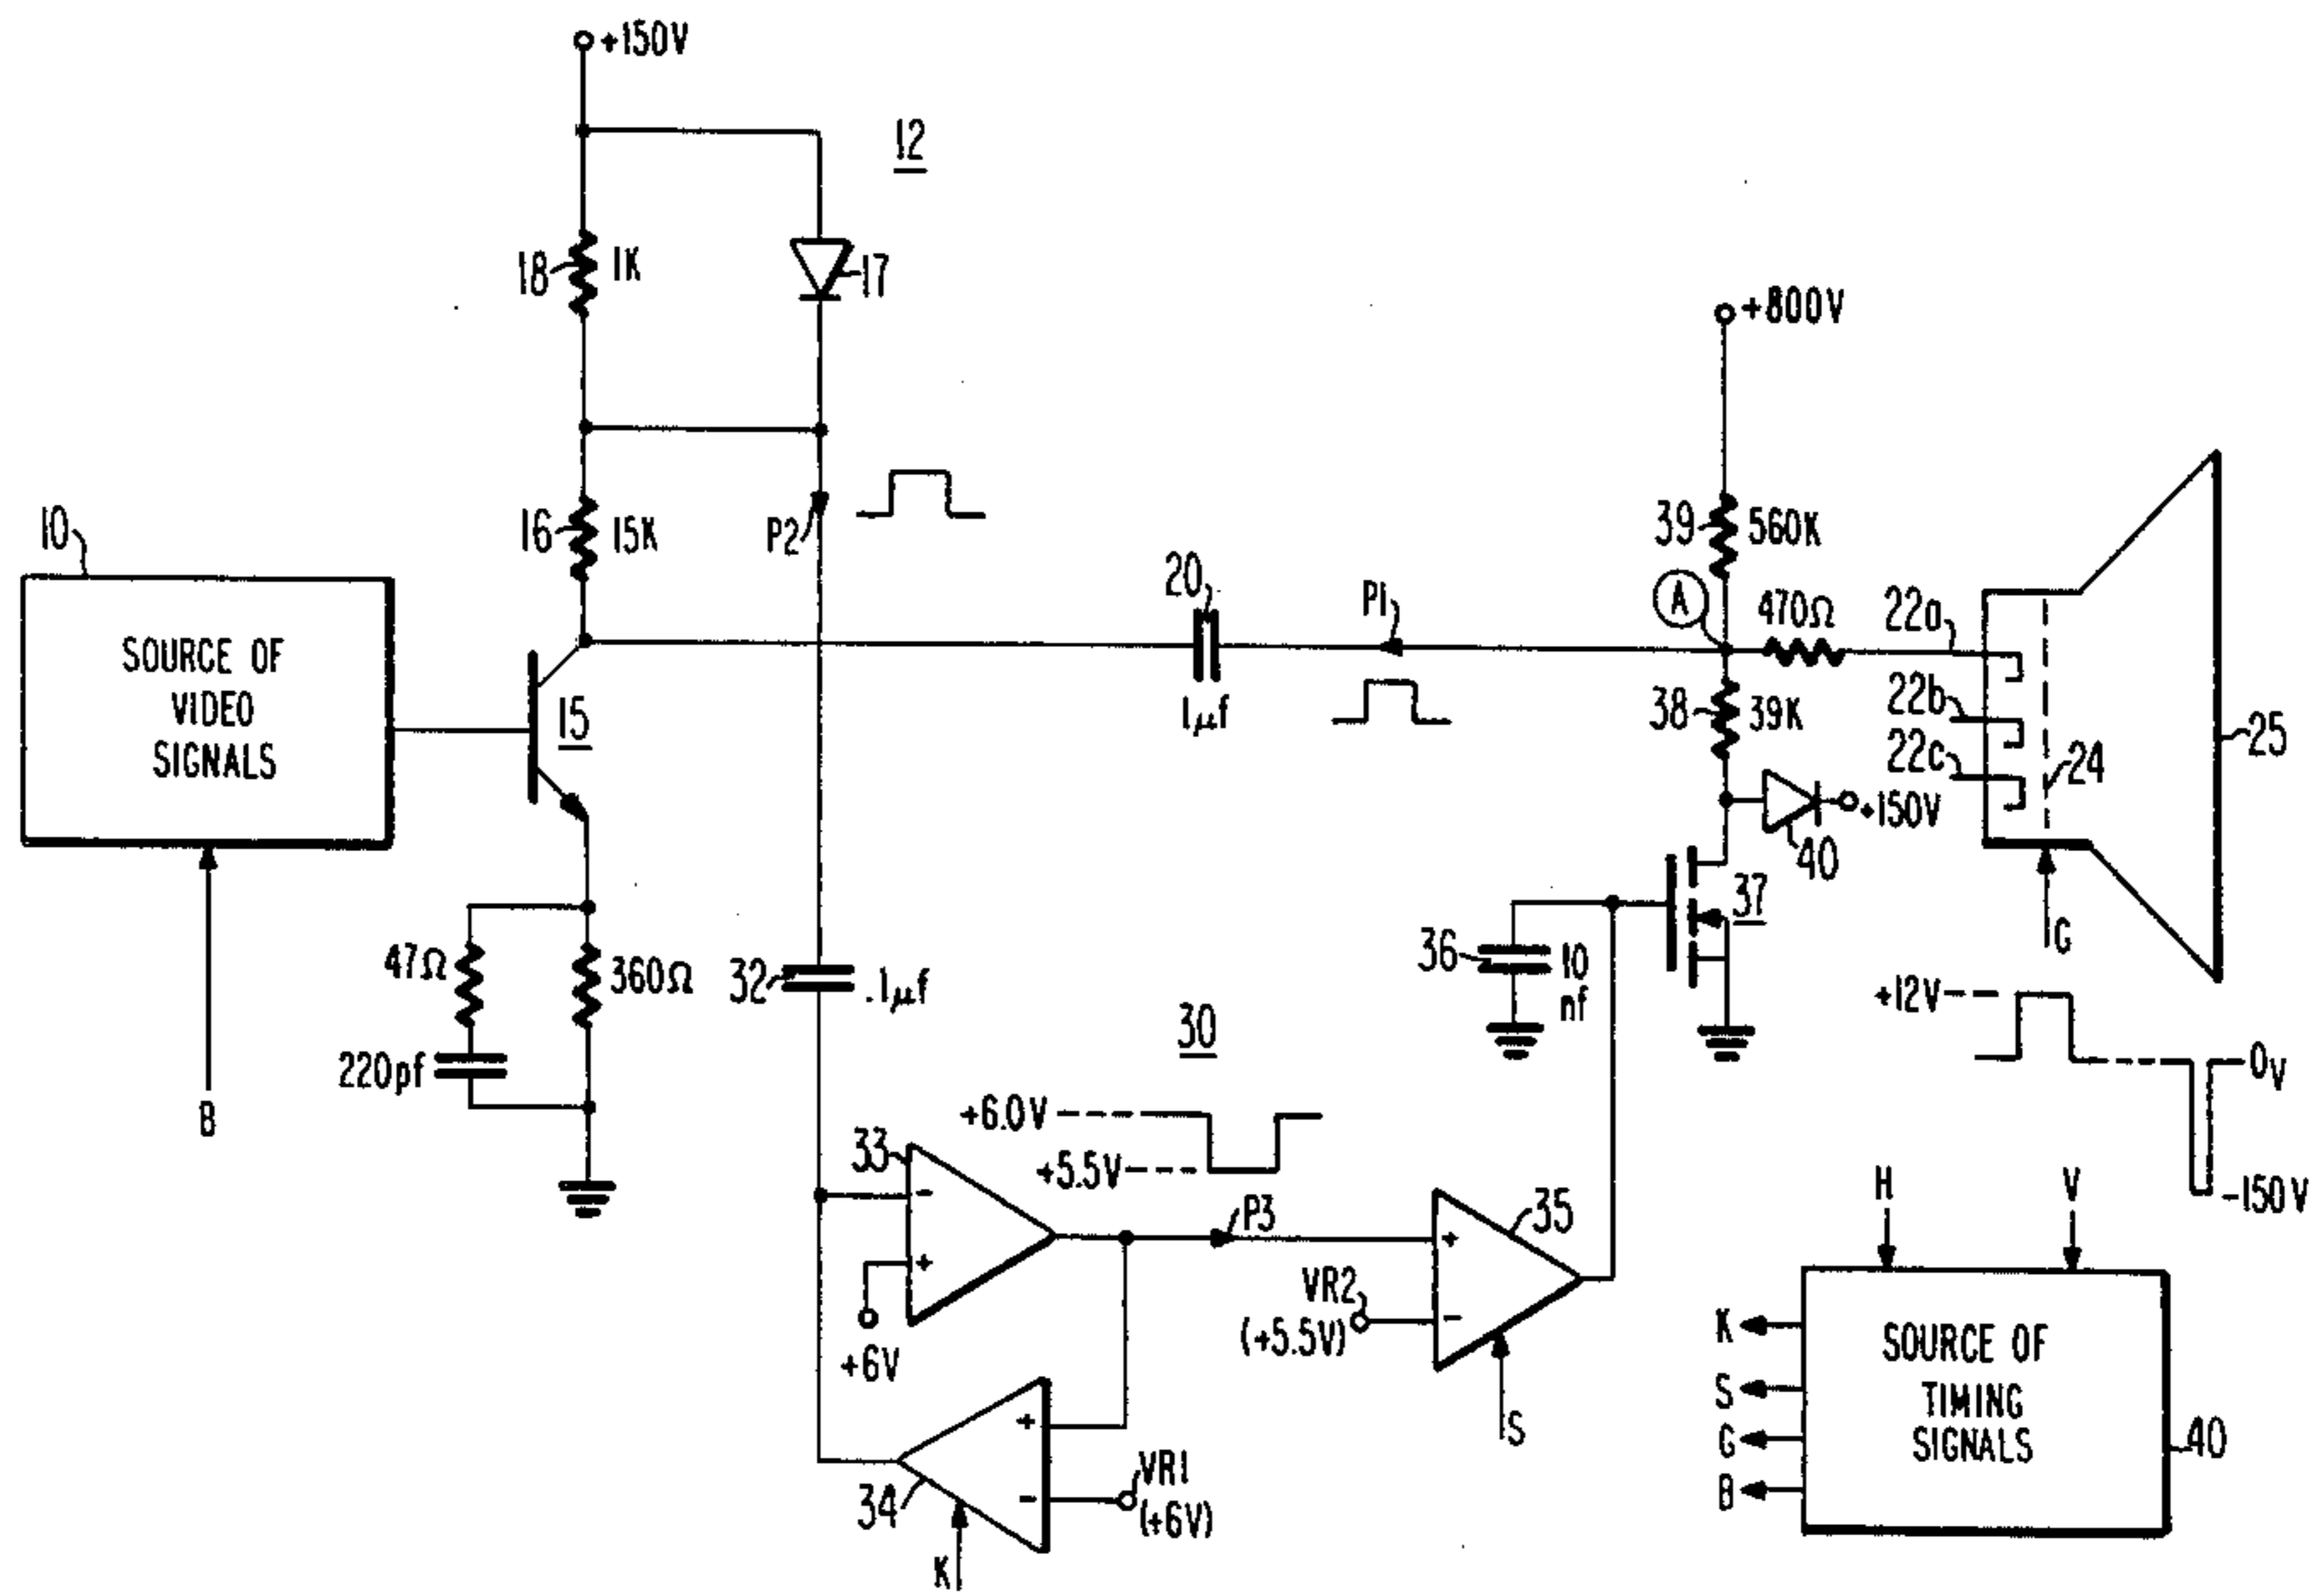 +150V
12
18
1K
17
+800V
10
16
15K
P2
20
P1
39
560K
A
470Ω
22a
SOURCE OF
VIDEO
SIGNALS
15
1μf
38
39K
22b
22c
24
25
+150V
40
37
47Ω
360Ω
32
.1μf
36
10
nf
G
+12V
220pf
30
0V
B
+6.0V
+5.5V
33
-
+
+6V
P3
35
+
-
VR2
(+5.5V)
H
V
-150V
S
34
+
-
VR1
(+6V)
K
K
S
G
B
SOURCE OF
TIMING
SIGNALS
40